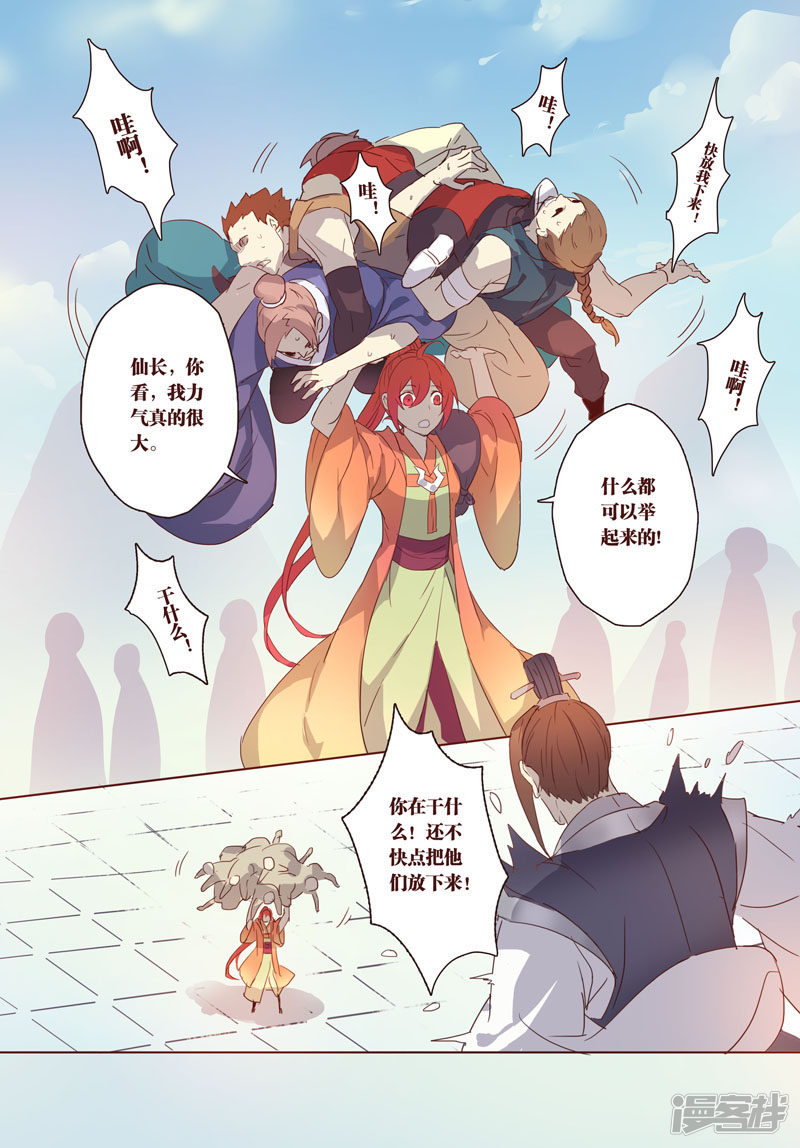 哇啊！
哇！
哇！
快放我下来！
哇啊！
仙长，你
看，我力
气真的很
大。
什么都
可以举
起来的!
干什么！
你在干什
么！还不
快点把他
们放下来！
漫客栈